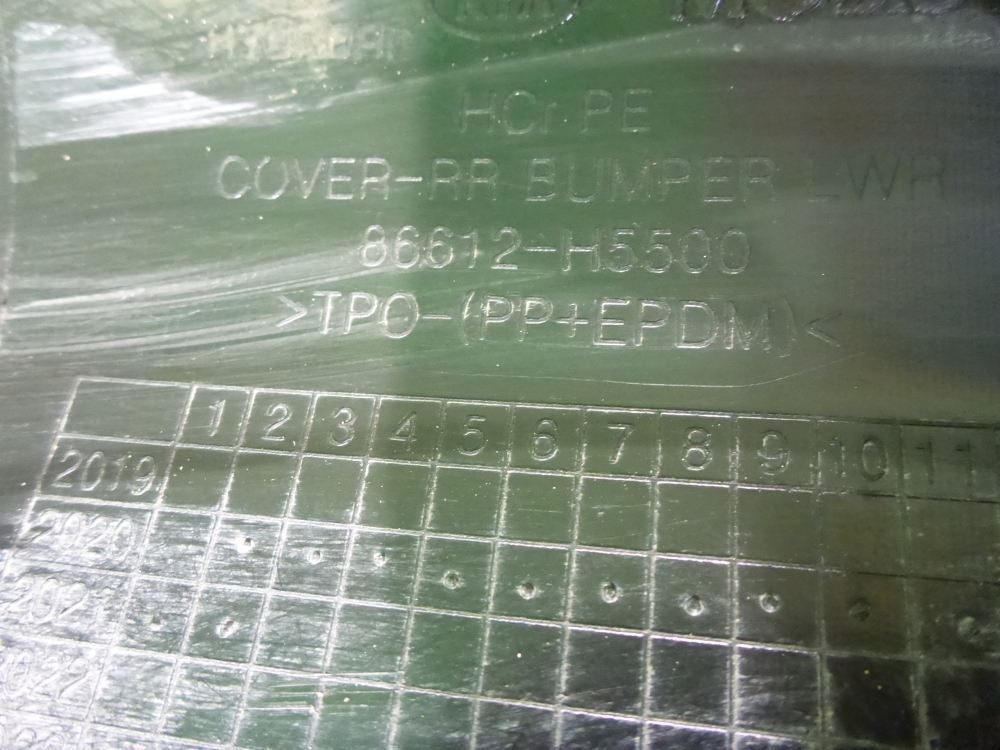 HCr PE
COVER-RR BUMPER LWR
86612-H5500
>TPO-(PP+EPDM)<
1 2 3 4 5 6 7 8 9 10 11
2019
2020
202
2022